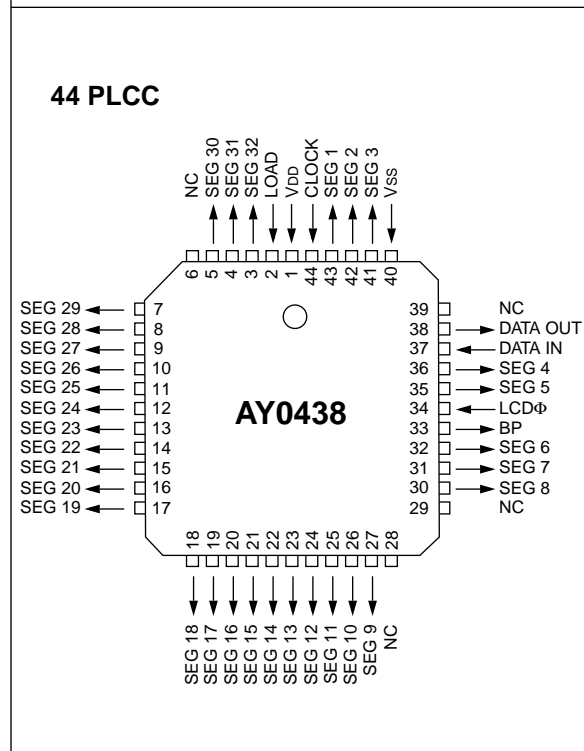 44 PLCC
NC
SEG 30
SEG 31
SEG 32
LOAD
VDD
CLOCK
SEG 1
SEG 2
SEG 3
VSS
6
5
4
3
2
1
44
43
42
41
40
SEG 29 7
SEG 28 8
SEG 27 9
SEG 26 10
SEG 25 11
SEG 24 12
SEG 23 13
SEG 22 14
SEG 21 15
SEG 20 16
SEG 19 17
AY0438
39 NC
38 DATA OUT
37 DATA IN
36 SEG 4
35 SEG 5
34 LCDΦ
33 BP
32 SEG 6
31 SEG 7
30 SEG 8
29 NC
18
19
20
21
22
23
24
25
26
27
28
SEG 18
SEG 17
SEG 16
SEG 15
SEG 14
SEG 13
SEG 12
SEG 11
SEG 10
SEG 9
NC